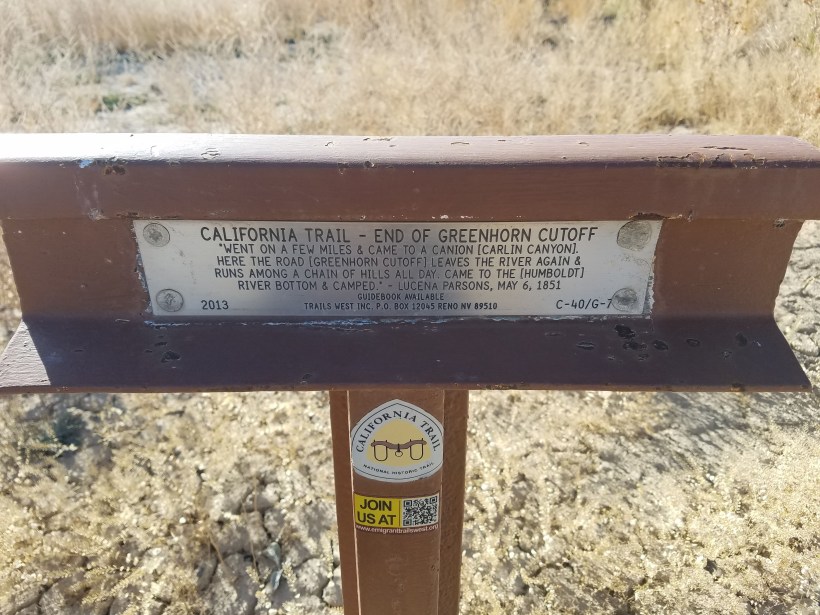 CALIFORNIA TRAIL - END OF GREENHORN CUTOFF
"WENT ON A FEW MILES & CAME TO A CANION [CARLIN CANYON].
HERE THE ROAD [GREENHORN CUTOFF] LEAVES THE RIVER AGAIN &
RUNS AMONG A CHAIN OF HILLS ALL DAY. CAME TO THE [HUMBOLDT]
RIVER BOTTOM & CAMPED." - LUCENA PARSONS, MAY 6, 1851
GUIDEBOOK AVAILABLE
2013 TRAILS WEST INC. P.O. BOX 12045 RENO NV 89510 C-40/G-7
CALIFORNIA TRAIL
NATIONAL HISTORIC TRAIL
JOIN
US AT
www.emigranttrailswest.org